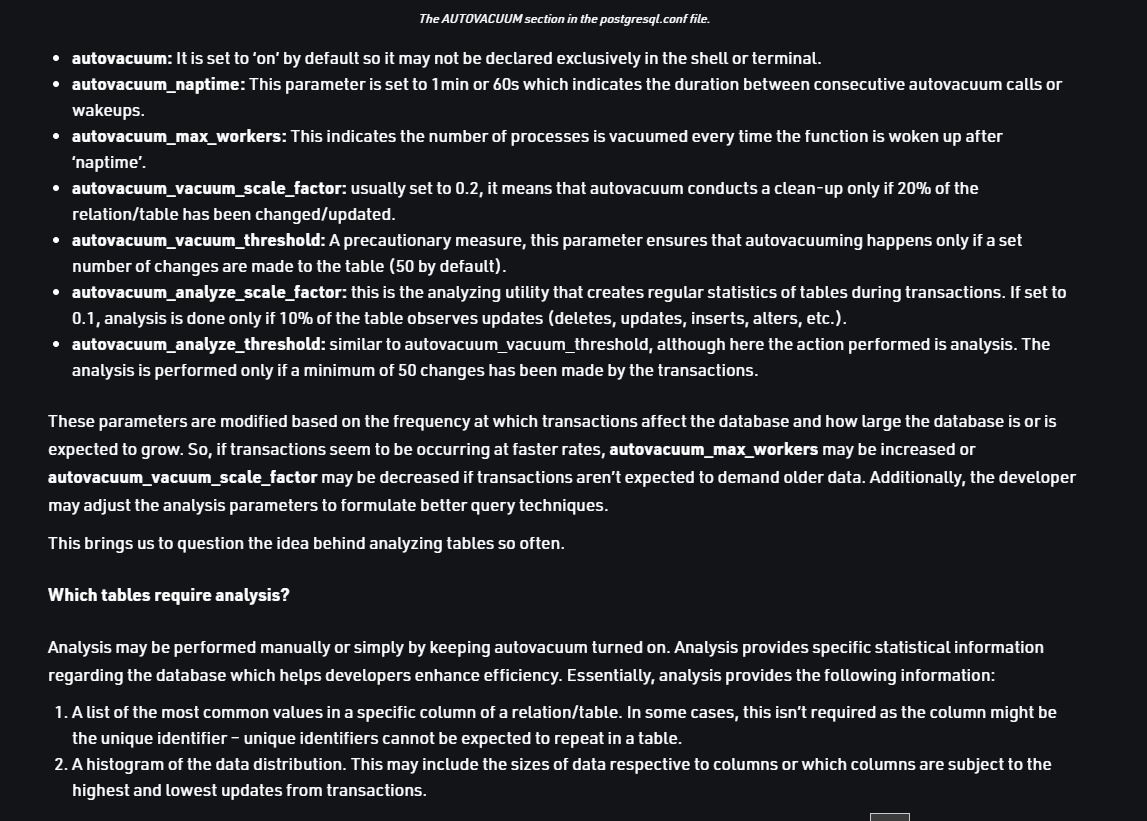 The AUTOVACUUM section in the postgresql.conf file.
• autovacuum: It is set to ‘on’ by default so it may not be declared exclusively in the shell or terminal.
• autovacuum_naptime: This parameter is set to 1min or 60s which indicates the duration between consecutive autovacuum calls or
wakeups.
• autovacuum_max_workers: This indicates the number of processes is vacuumed every time the function is woken up after
‘naptime’.
• autovacuum_vacuum_scale_factor: usually set to 0.2, it means that autovacuum conducts a clean-up only if 20% of the
relation/table has been changed/updated.
• autovacuum_vacuum_threshold: A precautionary measure, this parameter ensures that autovacuuming happens only if a set
number of changes are made to the table (50 by default).
• autovacuum_analyze_scale_factor: this is the analyzing utility that creates regular statistics of tables during transactions. If set to
0.1, analysis is done only if 10% of the table observes updates (deletes, updates, inserts, alters, etc.).
• autovacuum_analyze_threshold: similar to autovacuum_vacuum_threshold, although here the action performed is analysis. The
analysis is performed only if a minimum of 50 changes has been made by the transactions.
These parameters are modified based on the frequency at which transactions affect the database and how large the database is or is
expected to grow. So, if transactions seem to be occurring at faster rates, autovacuum_max_workers may be increased or
autovacuum_vacuum_scale_factor may be decreased if transactions aren’t expected to demand older data. Additionally, the developer
may adjust the analysis parameters to formulate better query techniques.
This brings us to question the idea behind analyzing tables so often.
Which tables require analysis?
Analysis may be performed manually or simply by keeping autovacuum turned on. Analysis provides specific statistical information
regarding the database which helps developers enhance efficiency. Essentially, analysis provides the following information:
1. A list of the most common values in a specific column of a relation/table. In some cases, this isn’t required as the column might be
the unique identifier – unique identifiers cannot be expected to repeat in a table.
2. A histogram of the data distribution. This may include the sizes of data respective to columns or which columns are subject to the
highest and lowest updates from transactions.